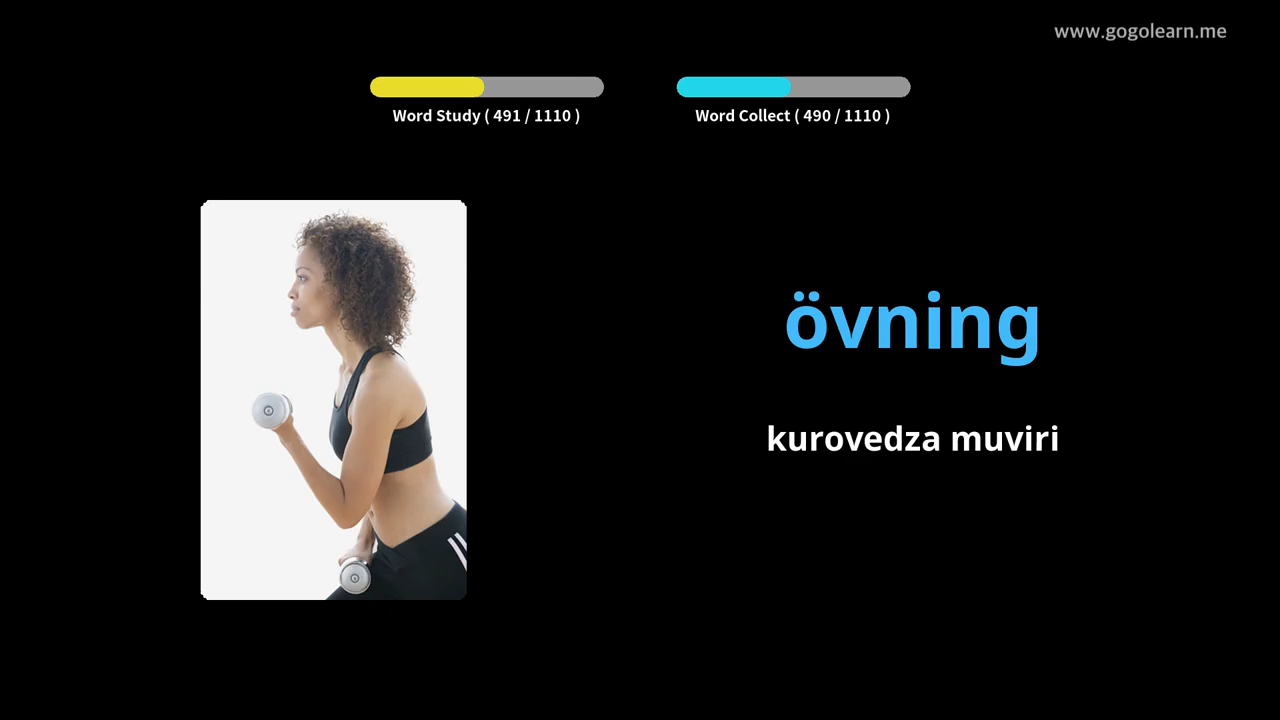 www.gogolearn.me
Word Study ( 491 / 1110 )
Word Collect ( 490 / 1110 )
övning
kurovedza muviri